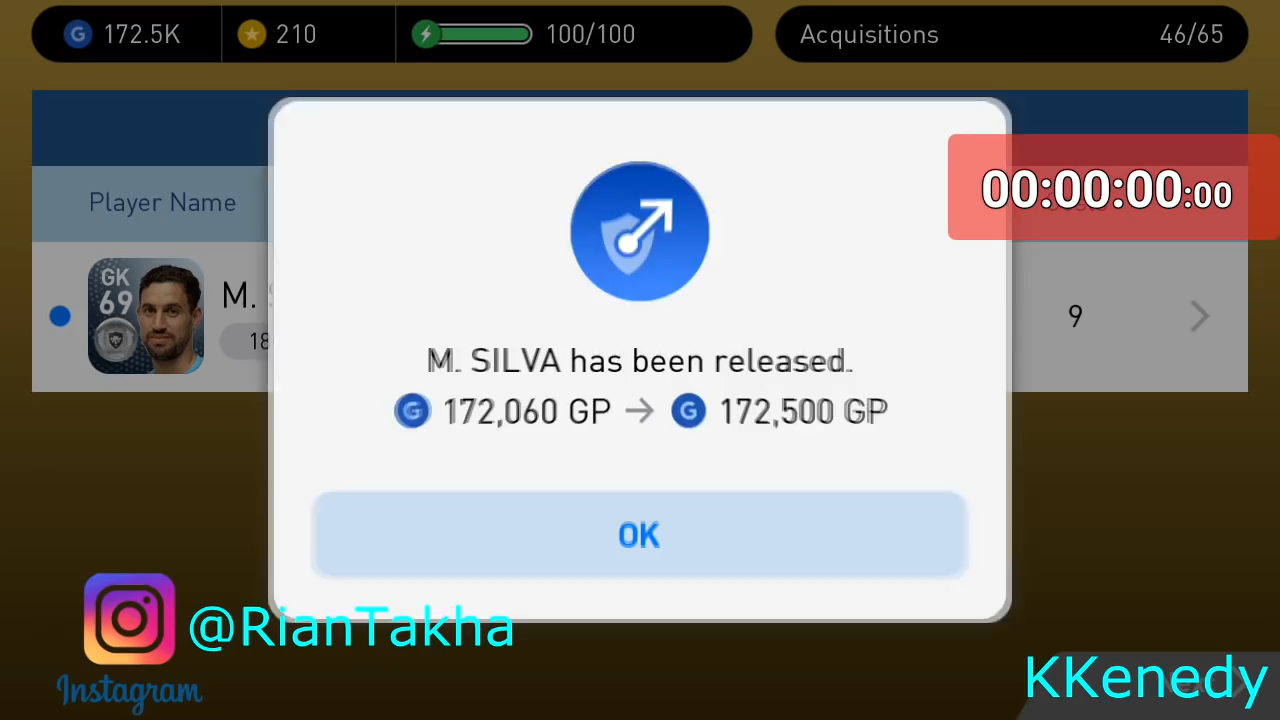 172.5K
210
100/100
Acquisitions
46/65
00:00:00:00
Player Name
GK
69
M.
18
9
M. SILVA has been released.
172,060 GP → 172,500 GP
OK
@RianTakha
Instagram
KKenedy